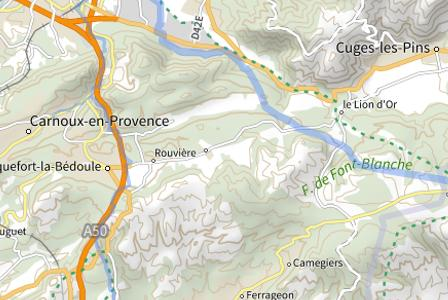 D42E
Cuges-les-Pins
le Lion d'Or
Carnoux-en-Provence
Rouvière
quefort-la-Bédoule
F. de Font-Blanche
A50
uguet
Camegiers
Ferrageon